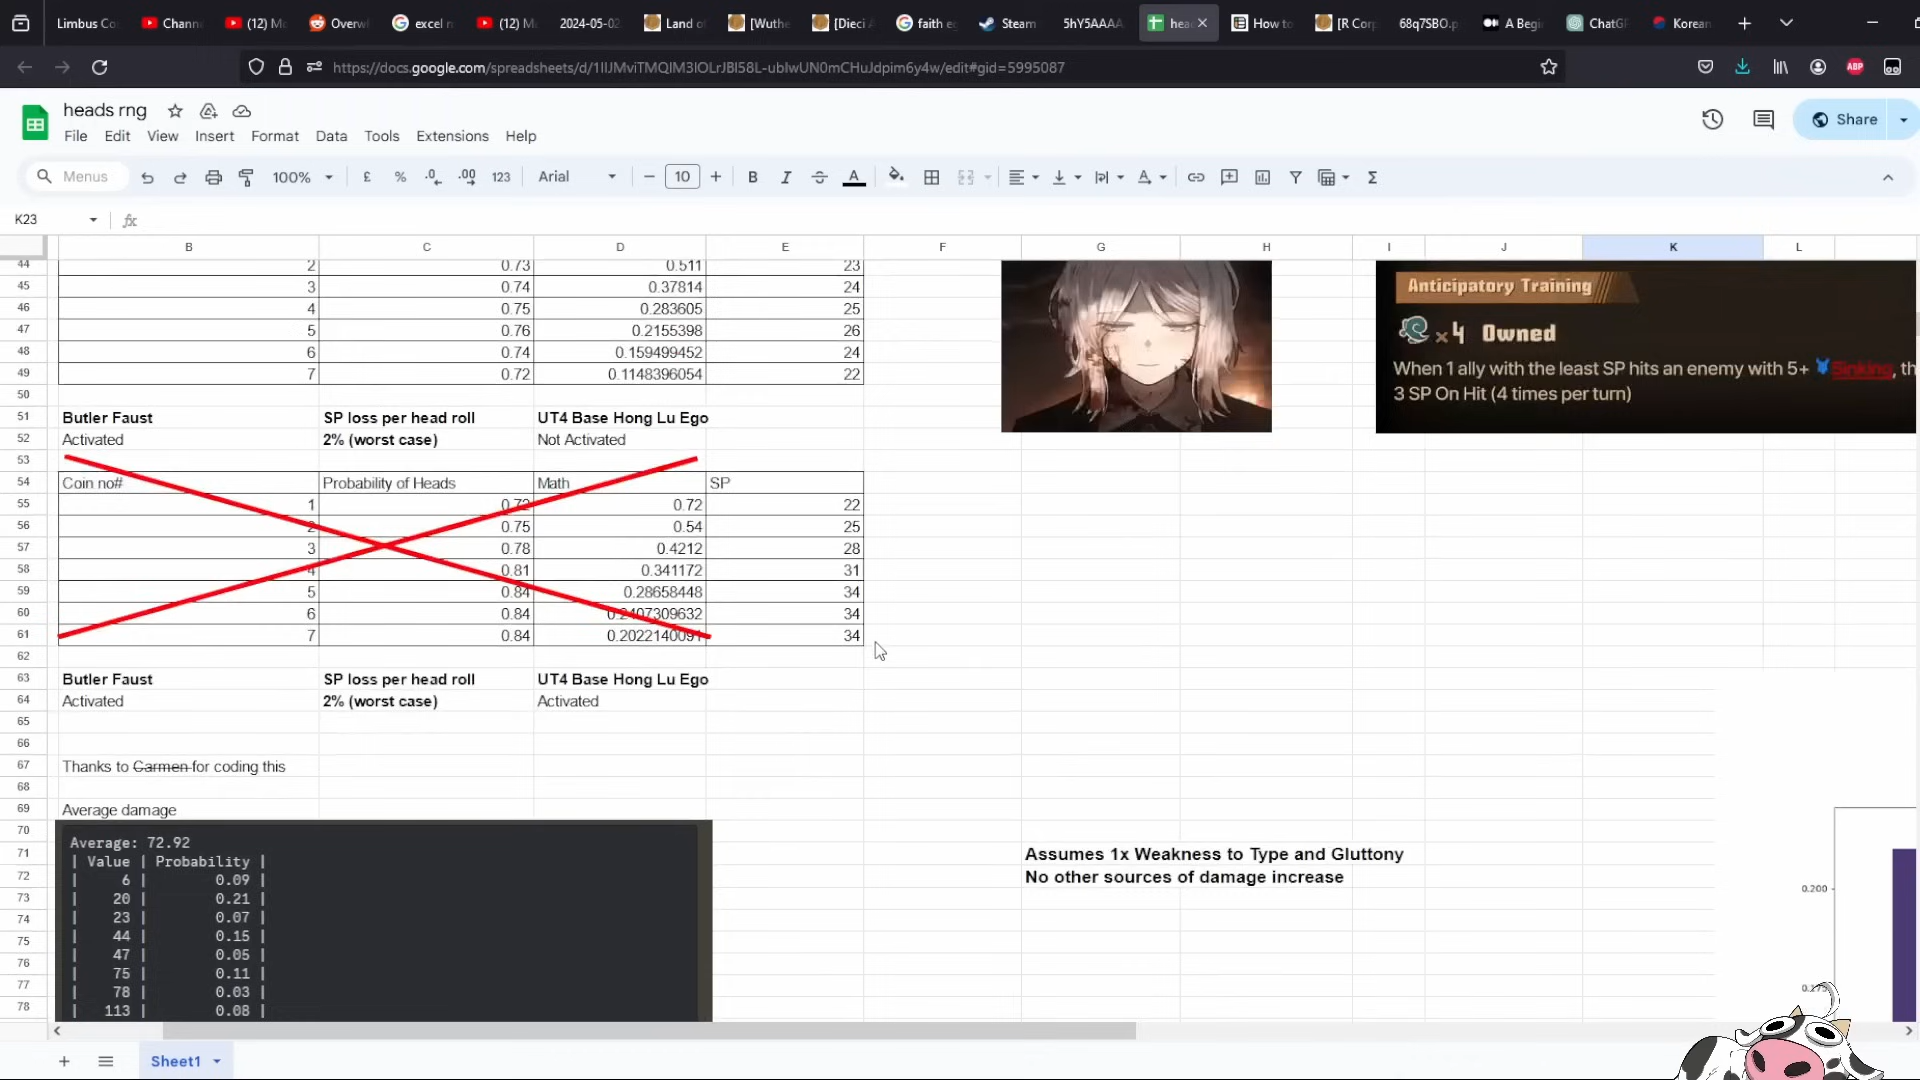 Limbus Co
Chann
(12) M
Overw
excel r
(12) M
2024-05-02
Land o
[Wuthe
[Dieci
faith e
Steam
5hY5AAAA
hea
How to
[R Corp
68q7SBO.p
A Begi
ChatG
Korean
https://docs.google.com/spreadsheets/d/1IIJMviTMQIM3IOLrJBI58L-ubIwUN0mCHuJdpim6y4w/edit#gid=5995087
ABP
heads rng
File Edit View Insert Format Data Tools Extensions Help
Share
Menus
100%
£ % .0 .00 123
Arial
10
B I A
K23
fx
B C D E F G H I J K L
44 2 0.73 0.511 23
45 3 0.74 0.37814 24
46 4 0.75 0.283605 25
47 5 0.76 0.2155398 26
48 6 0.74 0.159499452 24
49 7 0.72 0.1148396054 22
Anticipatory Training
x4 Owned
When 1 ally with the least SP hits an enemy with 5+ Sinking, th
3 SP On Hit (4 times per turn)
50
51 Butler Faust SP loss per head roll UT4 Base Hong Lu Ego
52 Activated 2% (worst case) Not Activated
53
54 Coin no# Probability of Heads Math SP
55 1 0.72 0.72 22
56 2 0.75 0.54 25
57 3 0.78 0.4212 28
58 4 0.81 0.341172 31
59 5 0.84 0.28658448 34
60 6 0.84 0.2407309632 34
61 7 0.84 0.2022140091 34
62
63 Butler Faust SP loss per head roll UT4 Base Hong Lu Ego
64 Activated 2% (worst case) Activated
65
66
67 Thanks to Carmen for coding this
68
69 Average damage
70
71
72
73
74
75
76
77
78
Average: 72.92
| Value | Probability |
| 6 | 0.09 |
| 20 | 0.21 |
| 23 | 0.07 |
| 44 | 0.15 |
| 47 | 0.05 |
| 75 | 0.11 |
| 78 | 0.03 |
| 113 | 0.08 |
Assumes 1x Weakness to Type and Gluttony
No other sources of damage increase
0.200
Sheet1